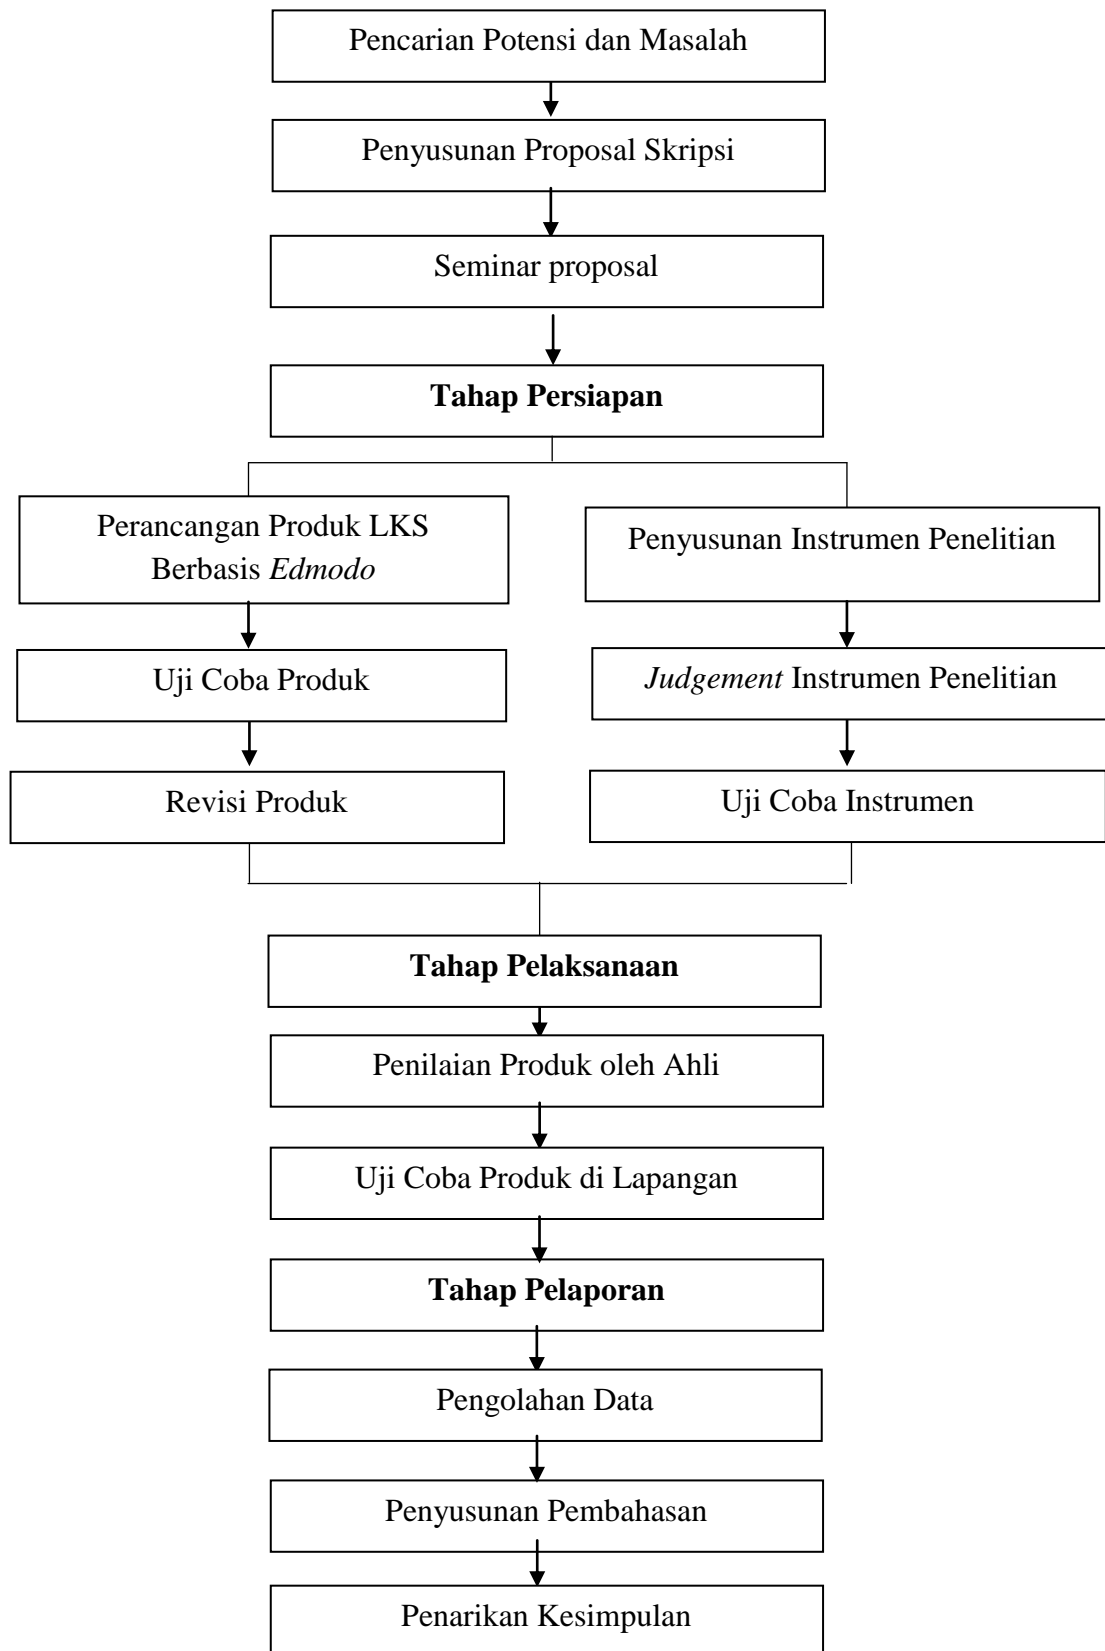 Pencarian Potensi dan Masalah
Penyusunan Proposal Skripsi
Seminar proposal
Tahap Persiapan
Perancangan Produk LKS
Berbasis Edmodo
Uji Coba Produk
Revisi Produk
Penyusunan Instrumen Penelitian
Judgement Instrumen Penelitian
Uji Coba Instrumen
Tahap Pelaksanaan
Penilaian Produk oleh Ahli
Uji Coba Produk di Lapangan
Tahap Pelaporan
Pengolahan Data
Penyusunan Pembahasan
Penarikan Kesimpulan